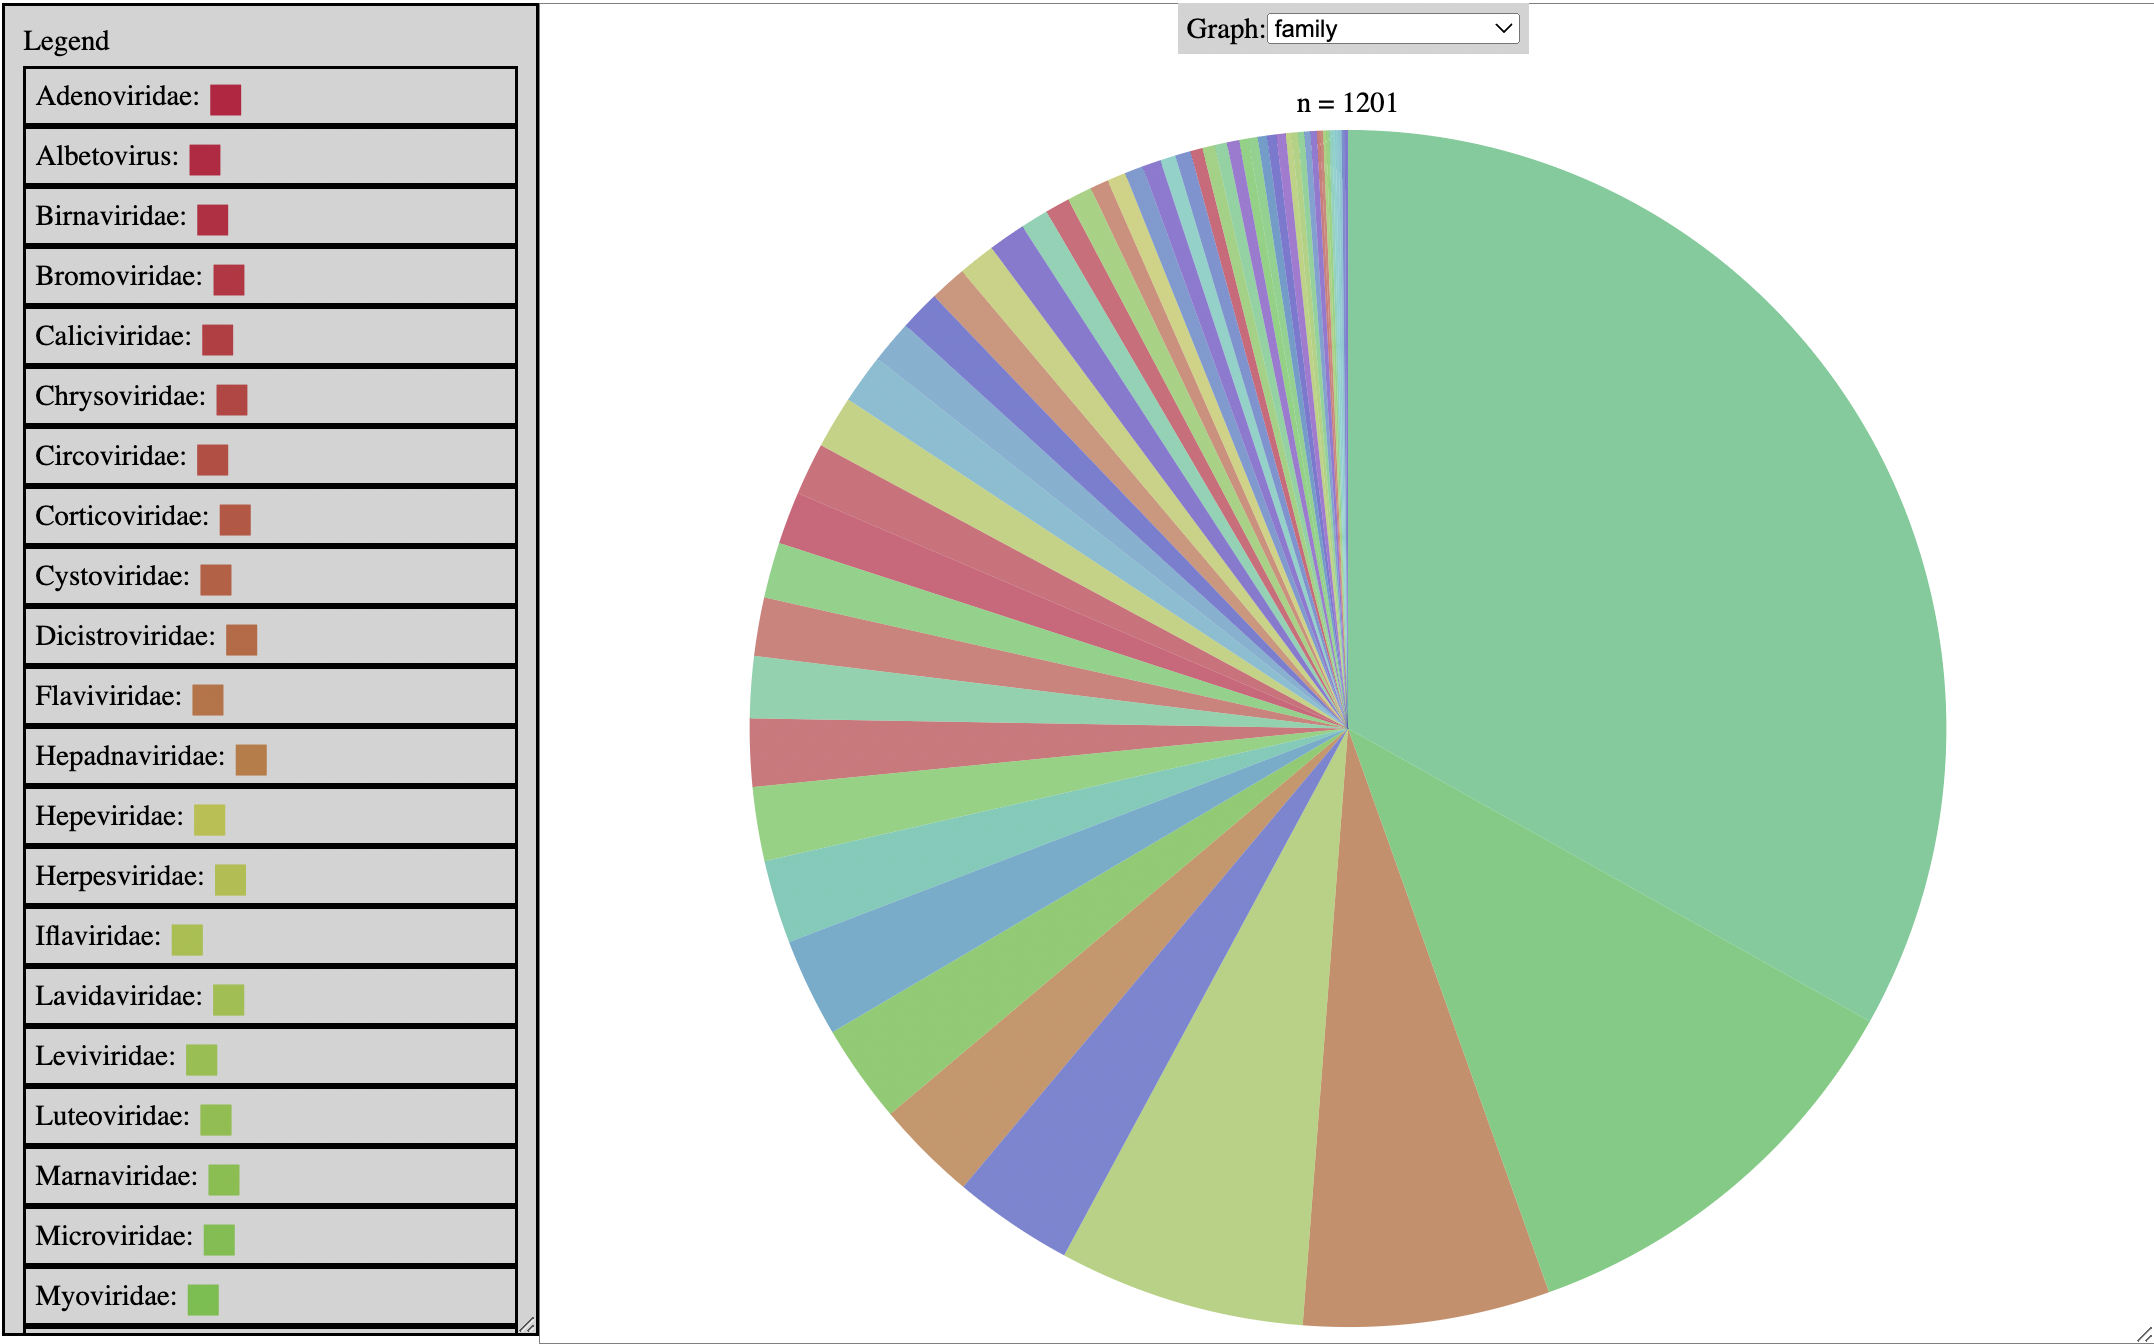 Legend
Adenoviridae:
Albetovirus:
Birnaviridae:
Bromoviridae:
Caliciviridae:
Chrysoviridae:
Circoviridae:
Corticoviridae:
Cystoviridae:
Dicistroviridae:
Flaviviridae:
Hepadnaviridae:
Hepeviridae:
Herpesviridae:
Iflaviridae:
Lavidaviridae:
Leviviridae:
Luteoviridae:
Marnaviridae:
Microviridae:
Myoviridae:
Graph: family
n = 1201